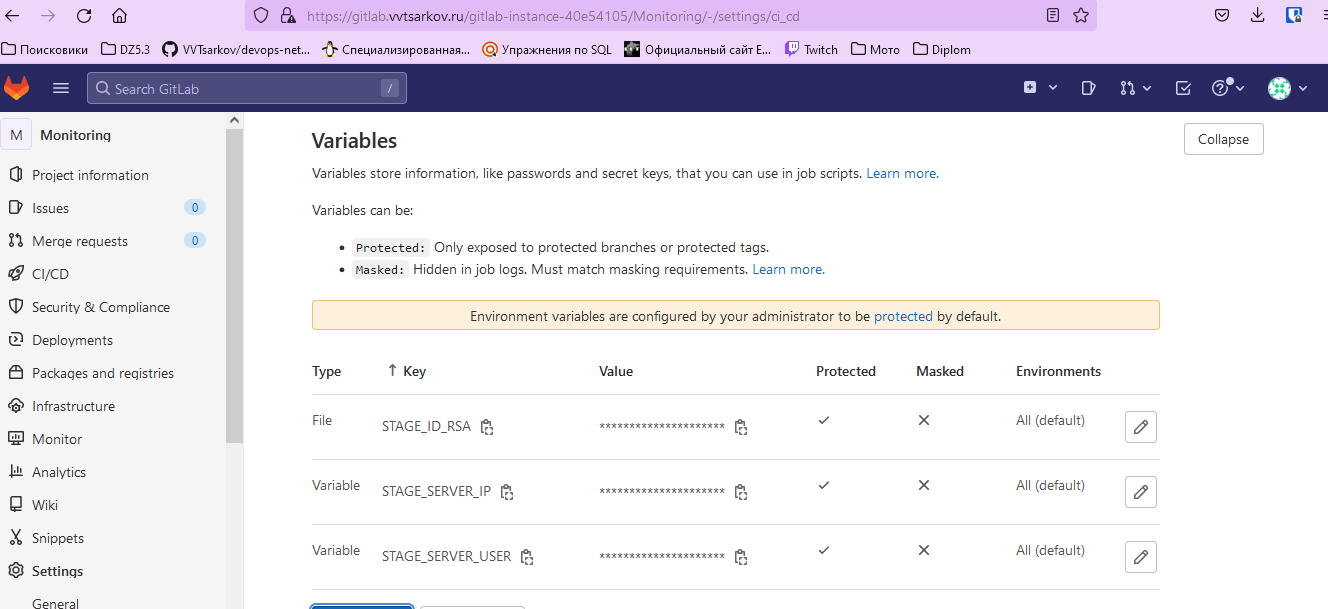 https://gitlab.vvtsarkov.ru/gitlab-instance-40e54105/Monitoring/-/settings/ci_cd
Поисковики DZ5.3 VVTsarkov/devops-net... Специализированная... Упражнения по SQL Официальный сайт Е... Twitch Мото Diplom
Search GitLab /
M Monitoring
Project information
Issues 0
Merge requests 0
CI/CD
Security & Compliance
Deployments
Packages and registries
Infrastructure
Monitor
Analytics
Wiki
Snippets
Settings
General
Variables
Collapse
Variables store information, like passwords and secret keys, that you can use in job scripts. Learn more.
Variables can be:
• Protected: Only exposed to protected branches or protected tags.
• Masked: Hidden in job logs. Must match masking requirements. Learn more.
Environment variables are configured by your administrator to be protected by default.
Type ↑ Key Value Protected Masked Environments
File STAGE_ID_RSA ********************* All (default)
Variable STAGE_SERVER_IP ********************* All (default)
Variable STAGE_SERVER_USER ********************* All (default)